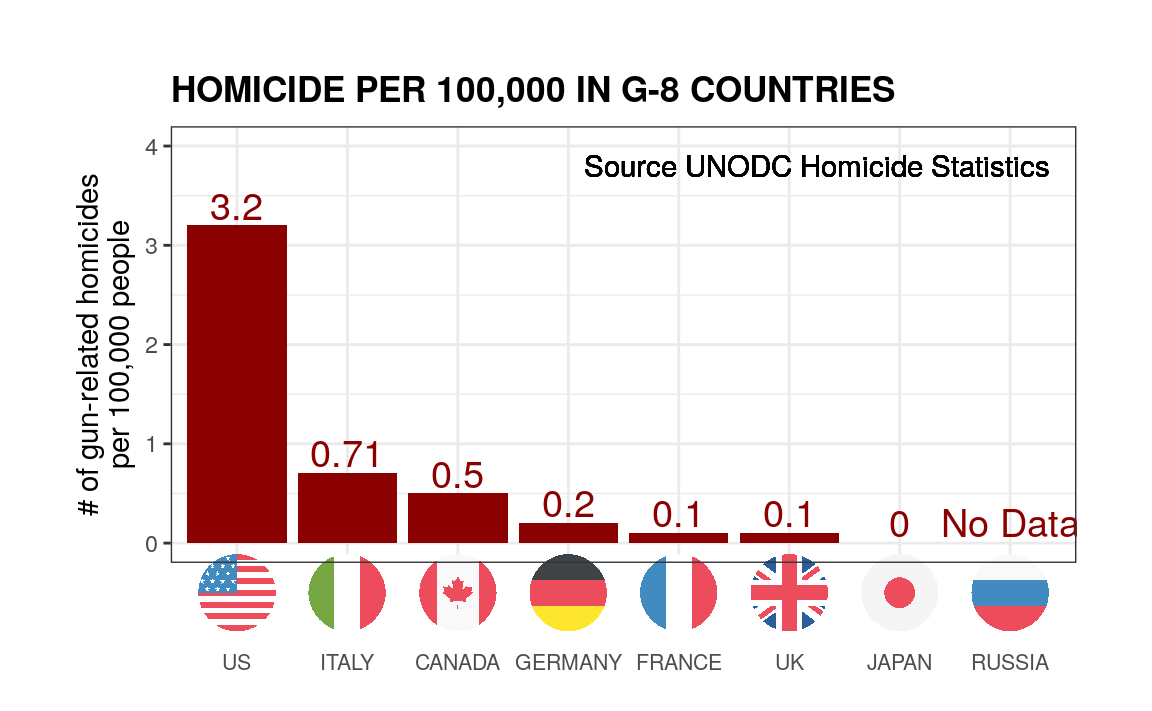 HOMICIDE PER 100,000 IN G-8 COUNTRIES
Source UNODC Homicide Statistics
# of gun-related homicides
per 100,000 people
4
3
2
1
0
3.2
0.71
0.5
0.2
0.1
0.1
0
No Data
US
ITALY
CANADA
GERMANY
FRANCE
UK
JAPAN
RUSSIA